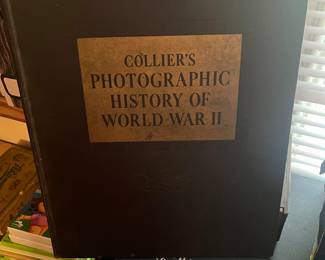 COLLIER'S
PHOTOGRAPHIC
HISTORY OF
WORLD WAR II